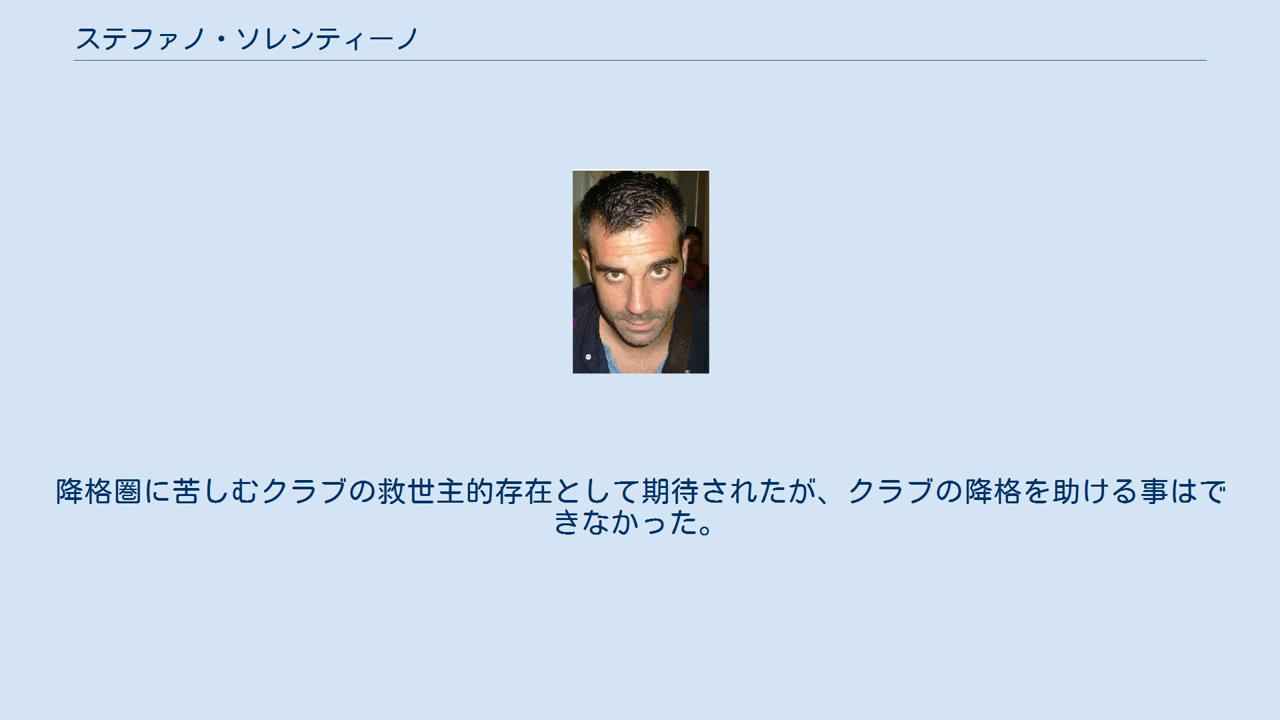 ステファノ・ソレンティーノ
降格圏に苦しむクラブの救世主的存在として期待されたが、クラブの降格を助ける事はで
きなかった。